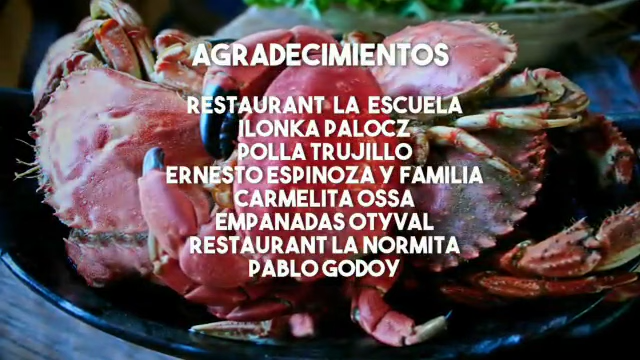 AGRADECIMIENTOS
RESTAURANT LA ESCUELA
ILONKA PALOCZ
POLLA TRUJILLO
ERNESTO ESPINOZA Y FAMILIA
CARMELITA OSSA
EMPANADAS OTYVAL
RESTAURANT LA NORMITA
PABLO GODOY